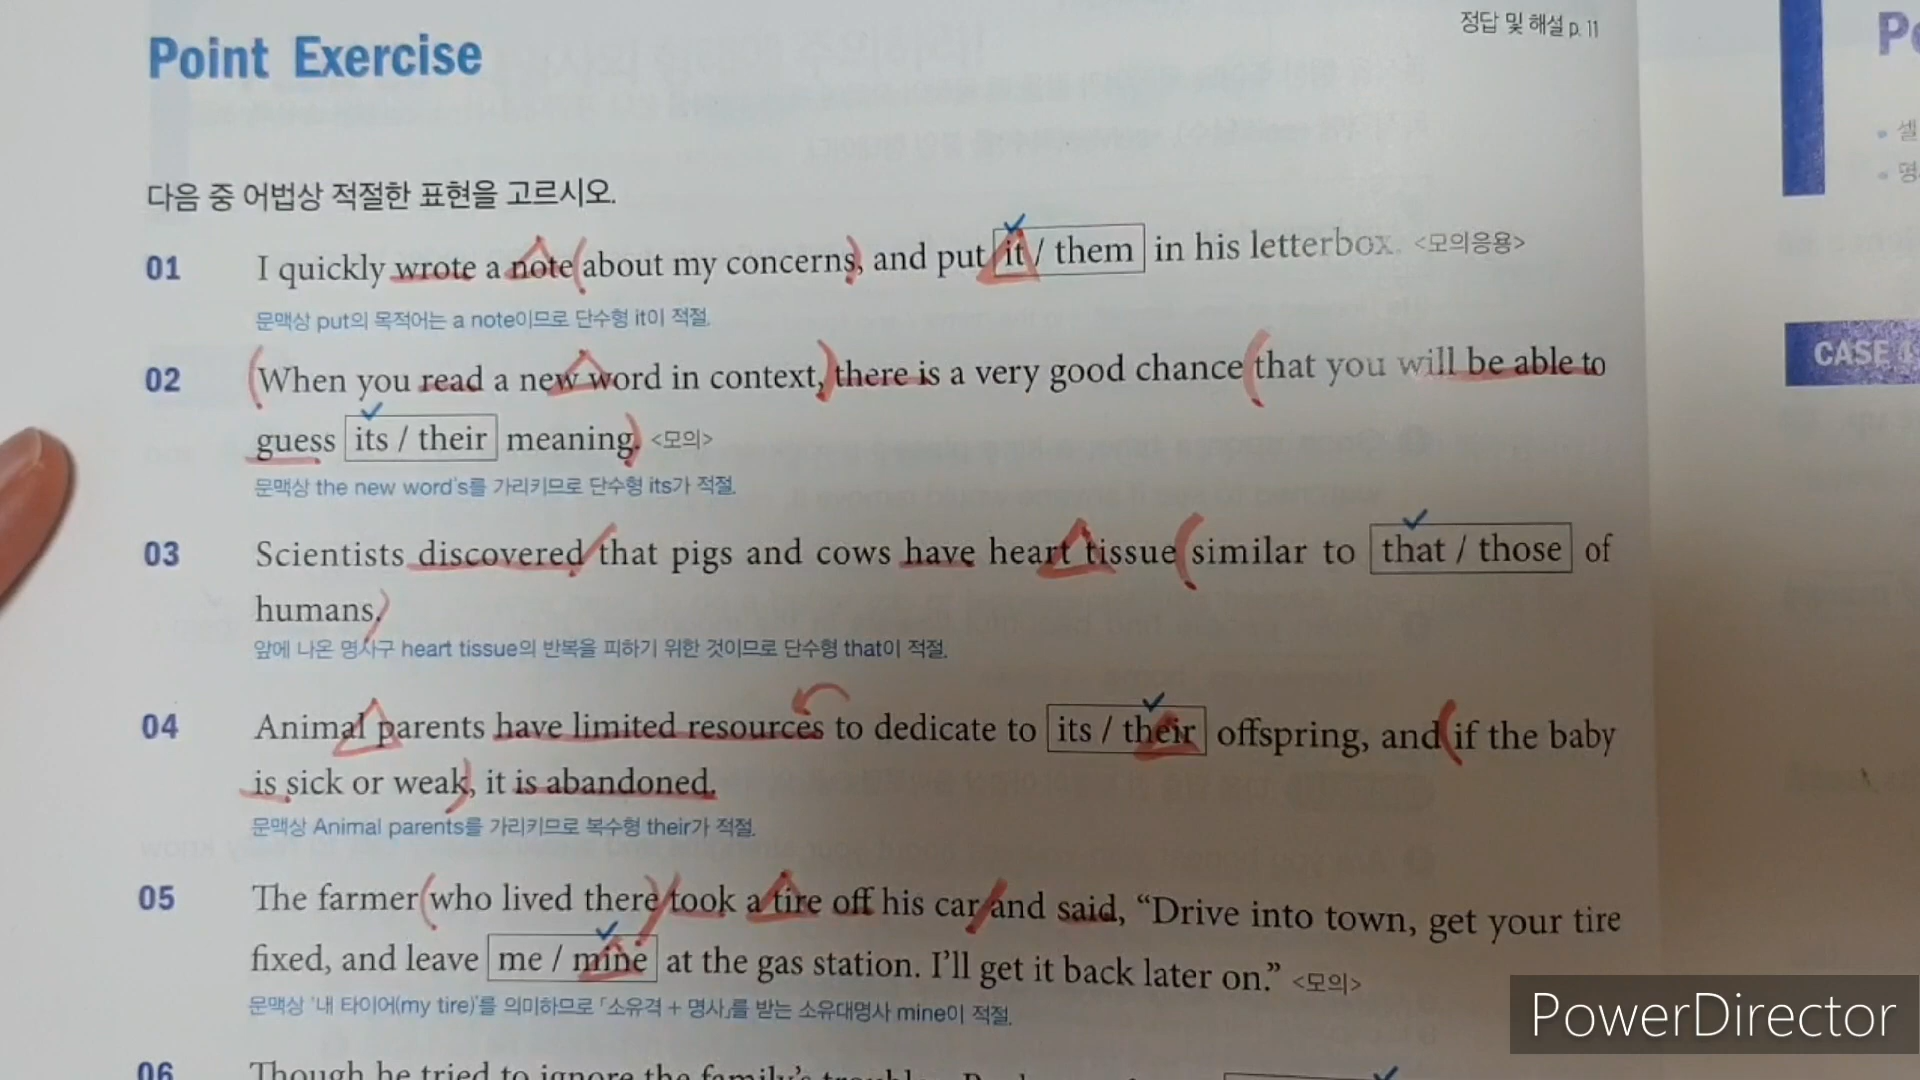 정답 및 해설 p. 11
Point Exercise
다음 중 어법상 적절한 표현을 고르시오.
01 I quickly wrote a note about my concerns, and put it / them in his letterbox. <모의응용>
문맥상 put의 목적어는 a note이므로 단수형 it이 적절.
02 When you read a new word in context, there is a very good chance that you will be able to
guess its / their meaning. <모의>
문맥상 the new word's를 가리키므로 단수형 its가 적절.
03 Scientists discovered that pigs and cows have heart tissue similar to that / those of
humans.
앞에 나온 명사구 heart tissue의 반복을 피하기 위한 것이므로 단수형 that이 적절.
04 Animal parents have limited resources to dedicate to its / their offspring, and if the baby
is sick or weak, it is abandoned.
문맥상 Animal parents를 가리키므로 복수형 their가 적절.
05 The farmer who lived there took a tire off his car and said, “Drive into town, get your tire
fixed, and leave me / mine at the gas station. I’ll get it back later on.” <모의>
문맥상 '내 타이어(my tire)'를 의미하므로 「소유격 + 명사」를 받는 소유대명사 mine이 적절.
06 Though he tried to ignore the family’s
CASE
PowerDirector